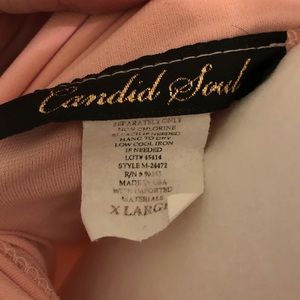 Candid Soul
SEPARATELY ONLY
NON CHLORINE
BLEACH IF NEEDED
HANG TO DRY
LOW COOL IRON
IF NEEDED
LOT# 85414
STYLE M-24472
R/N #
MADE IN USA
WITH IMPORTED
MATERIALS
X LARGE